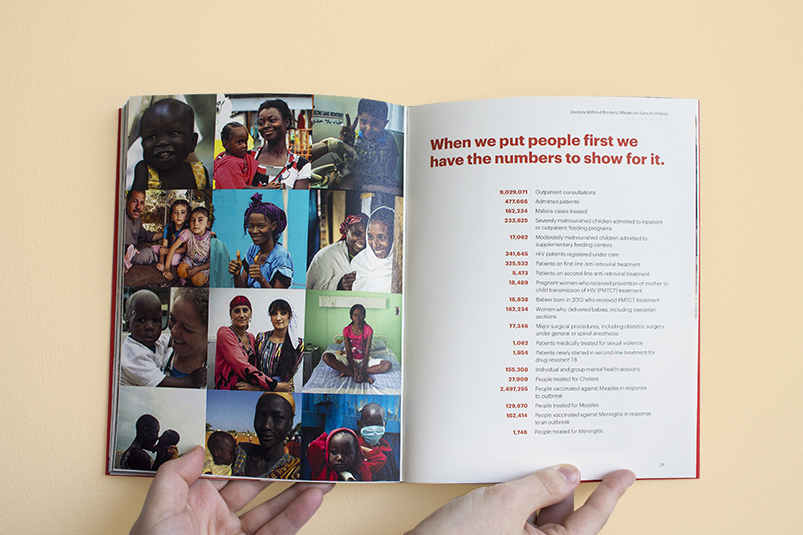 Doctors Without Borders/Médecins Sans Frontières
When we put people first we
have the numbers to show for it.
9,029,071 Outpatient consultations
477,666 Admitted patients
182,234 Malaria cases treated
233,825 Severely malnourished children admitted to inpatient
or outpatient feeding programs
17,082 Moderately malnourished children admitted to
supplementary feeding centers
341,645 HIV patients registered under care
325,532 Patients on first-line anti-retroviral treatment
5,473 Patients on second-line anti-retroviral treatment
18,489 Pregnant women who received prevention of mother to
child transmission of HIV (PMTCT) treatment
16,838 Babies born in 2013 who received PMTCT treatment
182,234 Women who delivered babies, including caesarian
sections
77,346 Major surgical procedures, including obstetric surgery,
under general or spinal anesthesia
1,062 Patients medically treated for sexual violence
1,954 Patients newly started in second-line treatment for
drug-resistant TB
155,308 Individual and group mental health sessions
27,909 People treated for Cholera
2,497,255 People vaccinated against Measles in response
to outbreak
129,870 People treated for Measles
162,414 People vaccinated against Meningitis in response
to an outbreak
1,746 People treated for Meningitis